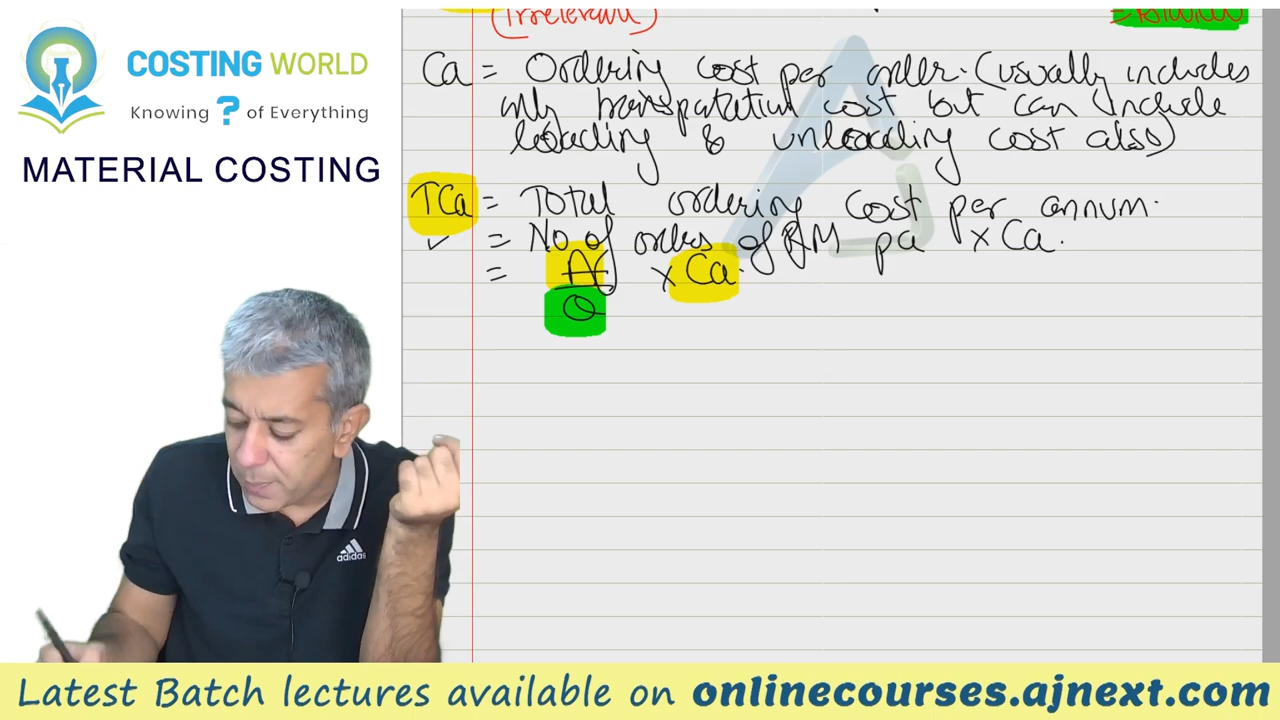 COSTING WORLD
Knowing ? of Everything
MATERIAL COSTING
(Irrelevant)
Ca = Ordering cost per order. (usually includes
only transportation cost but can include
loading & unloading cost also)
TCa = Total ordering cost per annum.
✓ = No of orders of RM pa × Ca.
= A × Ca.
Q
adidas
Latest Batch lectures available on onlinecourses.ajnext.com